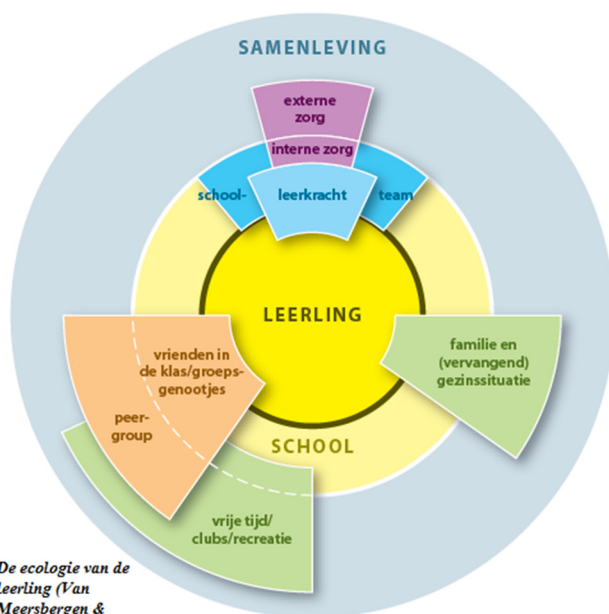 SAMENLEVING
externe
zorg
interne zorg
school-
leerkracht
team
LEERLING
familie en
(vervangend)
gezinssituatie
vrienden in
de klas/groeps-
genootjes
peer-
group
SCHOOL
vrije tijd/
clubs/recreatie
De ecologie van de
leerling (Van
Meersbergen &